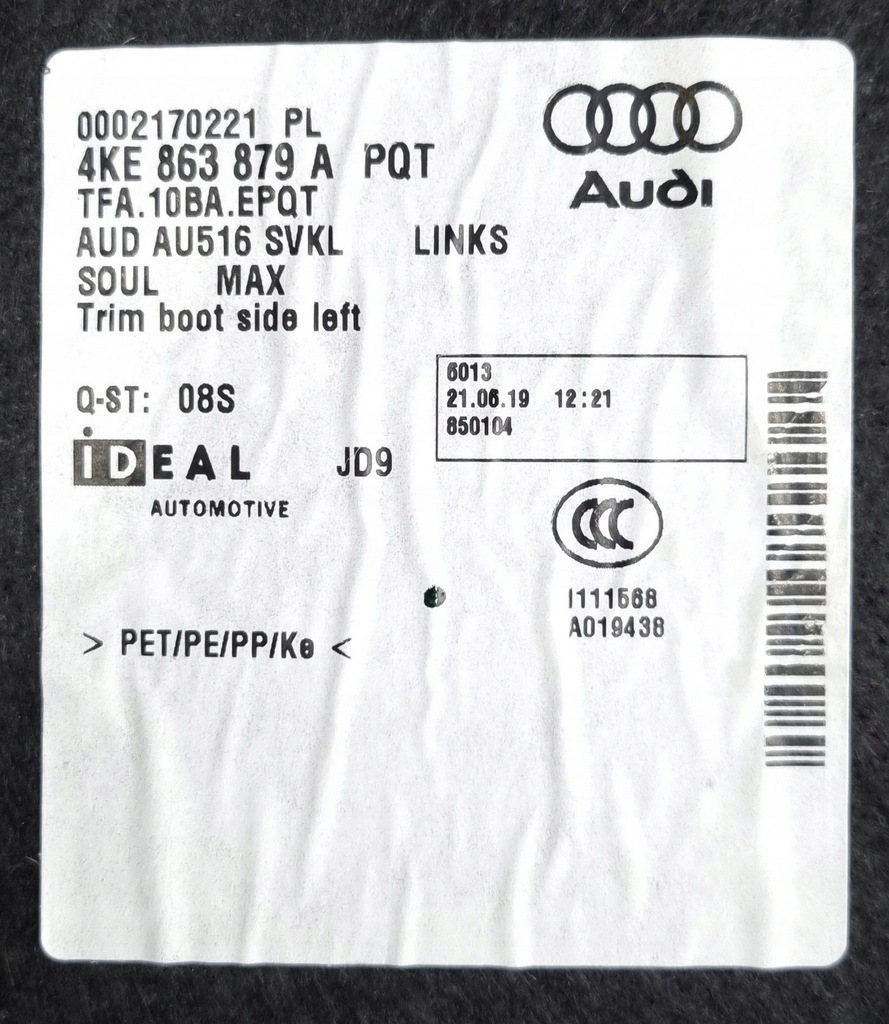 0002170221 PL
4KE 863 879 A PQT
TFA.10BA.EPQT
AUD AU516 SVKL LINKS
SOUL MAX
Trim boot side left
Audi
Q-ST: 08S
6013
21.06.19 12:21
850104
iDEAL JD9
AUTOMOTIVE
CCC
I111568
A019438
> PET/PE/PP/Ke <